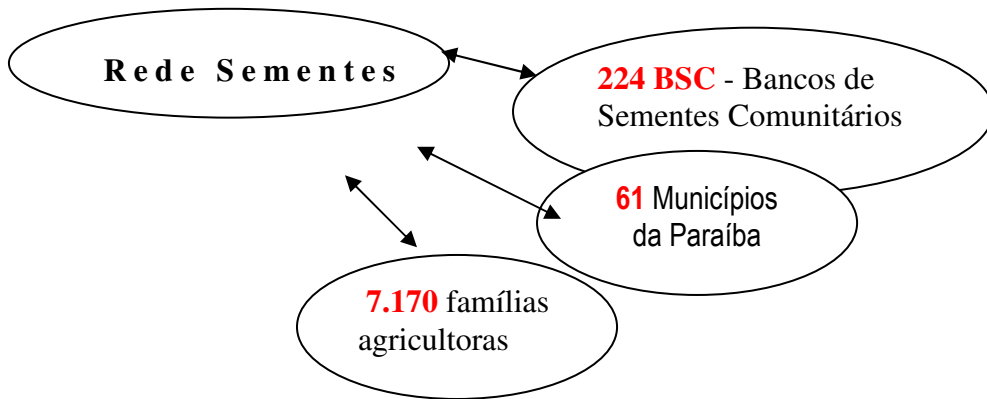 Rede Sementes
224 BSC - Bancos de
Sementes Comunitários
61 Municípios
da Paraíba
7.170 famílias
agricultoras